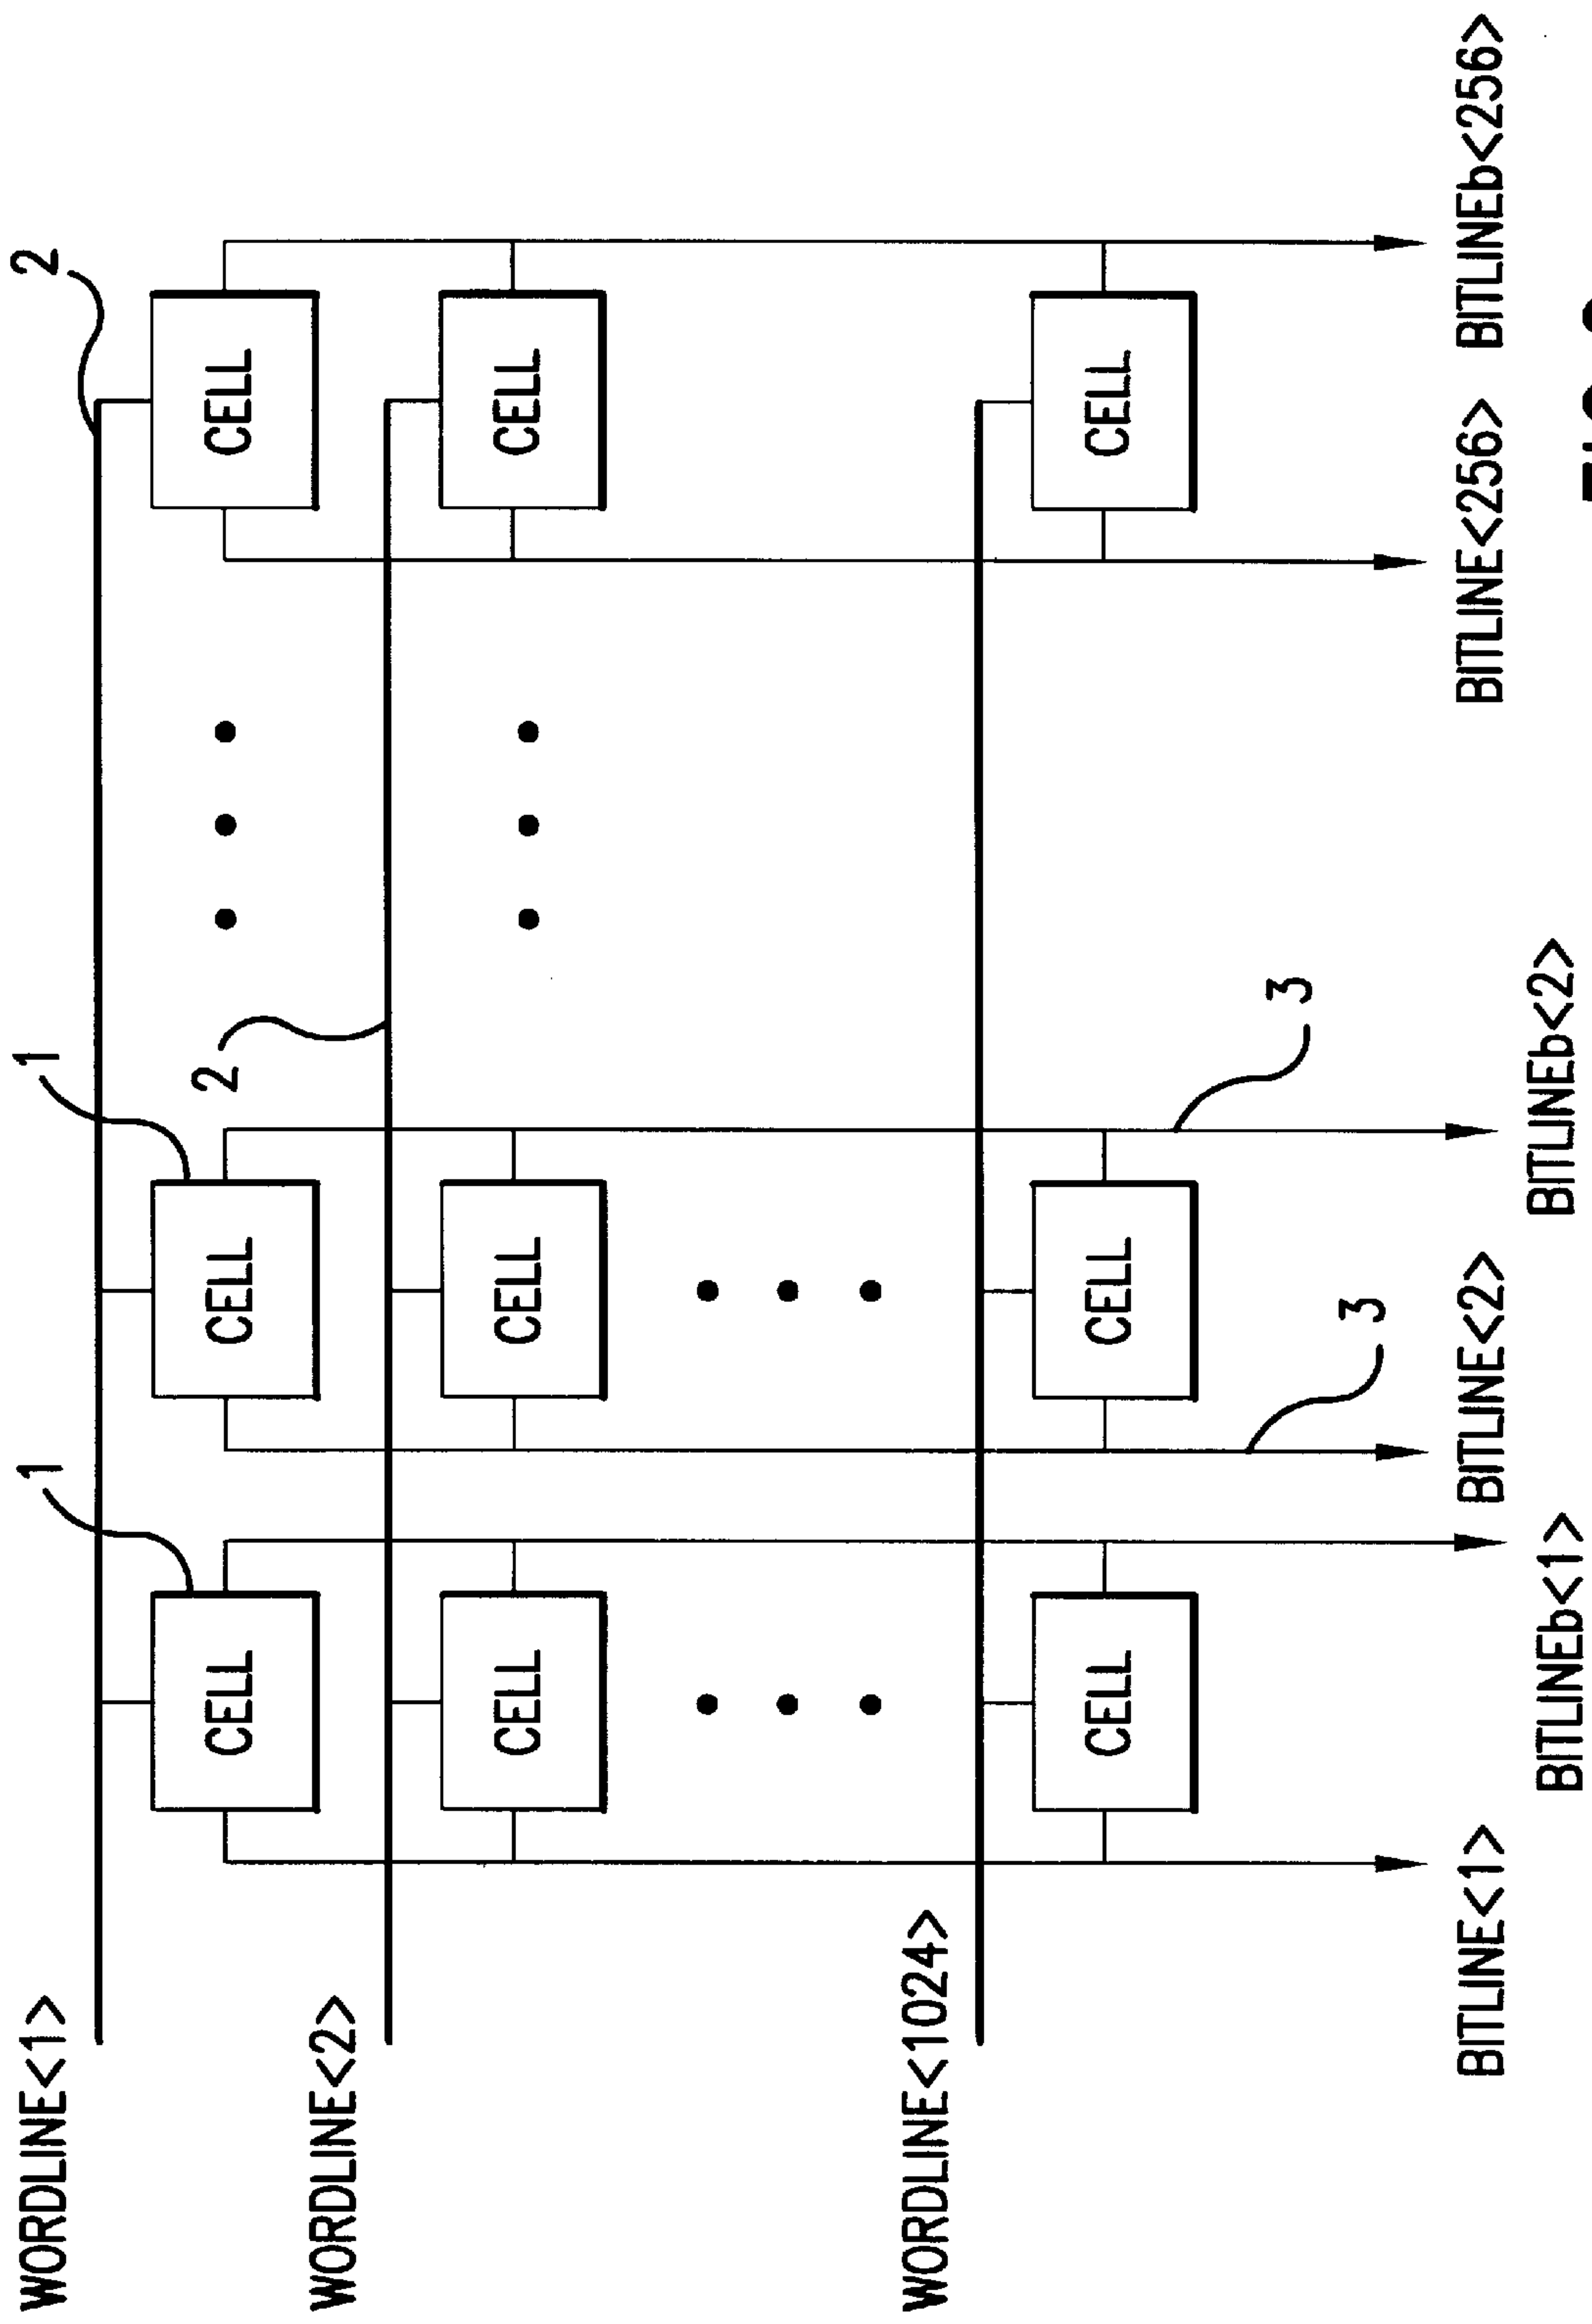 2
1
1
WORDLINE<1>
CELL
CELL
CELL
2
WORDLINE<2>
CELL
CELL
CELL
WORDLINE<1024>
CELL
CELL
CELL
3
3
BITLINE<1>
BITLINE<2>
BITLINE<256>
BITLINEb<256>
BITLINEb<1>
BITLINEb<2>